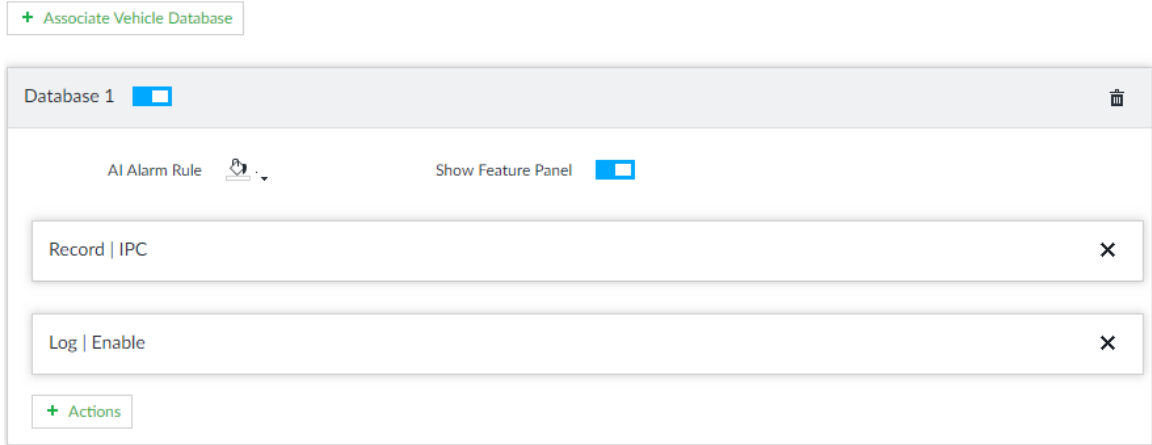 + Associate Vehicle Database
Database 1
AI Alarm Rule Show Feature Panel
Record | IPC
Log | Enable
+ Actions